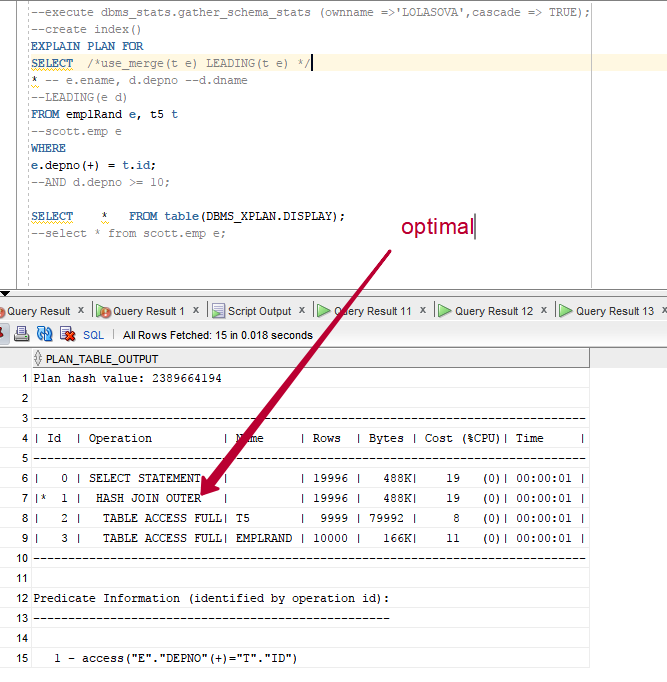 --execute dbms_stats.gather_schema_stats (ownname =>'LOLASOVA',cascade => TRUE);
--create index()
EXPLAIN PLAN FOR
SELECT  /*use_merge(t e) LEADING(t e) */
* -- e.ename, d.depno --d.dname
--LEADING(e d)
FROM emplRand e, t5 t
--scott.emp e
WHERE
e.depno(+) = t.id;
--AND d.depno >= 10;
SELECT    *   FROM table(DBMS_XPLAN.DISPLAY);
--select * from scott.emp e;
optimal
Query Result x Query Result 1 x Script Output x Query Result 11 x Query Result 12 x Query Result 13 x
SQL | All Rows Fetched: 15 in 0.018 seconds
PLAN_TABLE_OUTPUT
1 Plan hash value: 2389664194
2
3 -----------------------------------------------------------------------------------
4 | Id  | Operation          | Name     | Rows  | Bytes | Cost (%CPU)| Time     |
5 -----------------------------------------------------------------------------------
6 |   0 | SELECT STATEMENT   |          | 19996 |   488K|    19   (0)| 00:00:01 |
7 |*  1 |  HASH JOIN OUTER   |          | 19996 |   488K|    19   (0)| 00:00:01 |
8 |   2 |   TABLE ACCESS FULL| T5       |  9999 | 79992 |     8   (0)| 00:00:01 |
9 |   3 |   TABLE ACCESS FULL| EMPLRAND | 10000 |   166K|    11   (0)| 00:00:01 |
10 -----------------------------------------------------------------------------------
11
12 Predicate Information (identified by operation id):
13 ---------------------------------------------------
14
15    1 - access("E"."DEPNO"(+)="T"."ID")